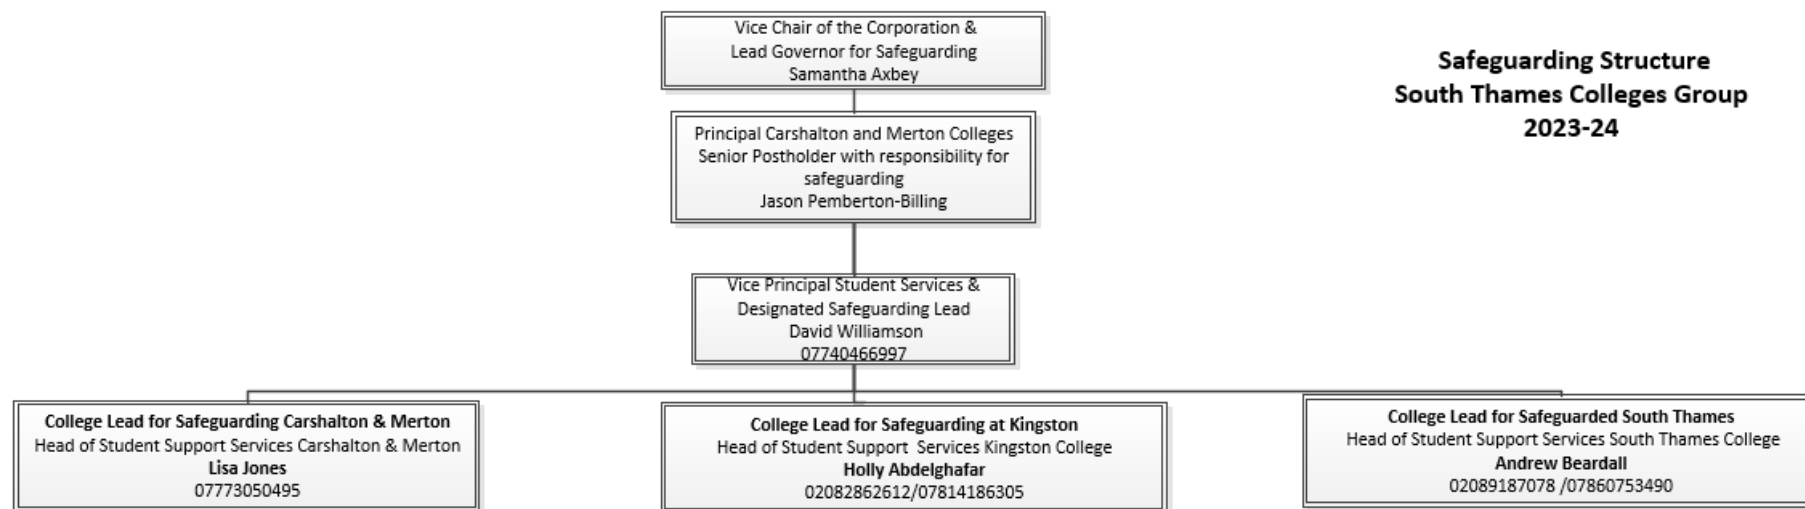 Vice Chair of the Corporation &
Lead Governor for Safeguarding
Samantha Axbey
Safeguarding Structure
South Thames Colleges Group
2023-24
Principal Carshalton and Merton Colleges
Senior Postholder with responsibility for
safeguarding
Jason Pemberton-Billing
Vice Principal Student Services &
Designated Safeguarding Lead
David Williamson
07740466997
College Lead for Safeguarding Carshalton & Merton
Head of Student Support Services Carshalton & Merton
Lisa Jones
07773050495
College Lead for Safeguarding at Kingston
Head of Student Support Services Kingston College
Holly Abdelghafar
02082862612/07814186305
College Lead for Safeguarded South Thames
Head of Student Support Services South Thames College
Andrew Beardall
02089187078 /07860753490